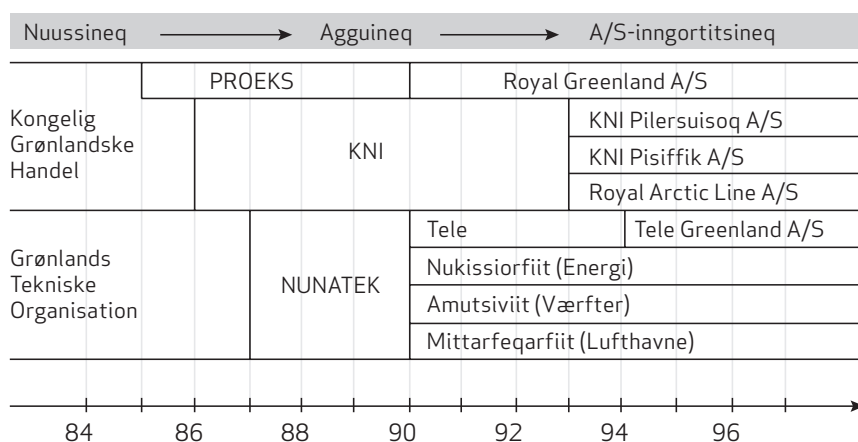 Nuussineq Agguineq A/S-inngortitsineq
PROEKS Royal Greenland A/S
Kongelig
Grønlandske
Handel
KNI
KNI Pilersuisoq A/S
KNI Pisiffik A/S
Royal Arctic Line A/S
Grønlands
Tekniske
Organisation
NUNATEK
Tele Tele Greenland A/S
Nukissiorfiit (Energi)
Amutsiviit (Værfter)
Mittarfeqarfiit (Lufthavne)
84 86 88 90 92 94 96